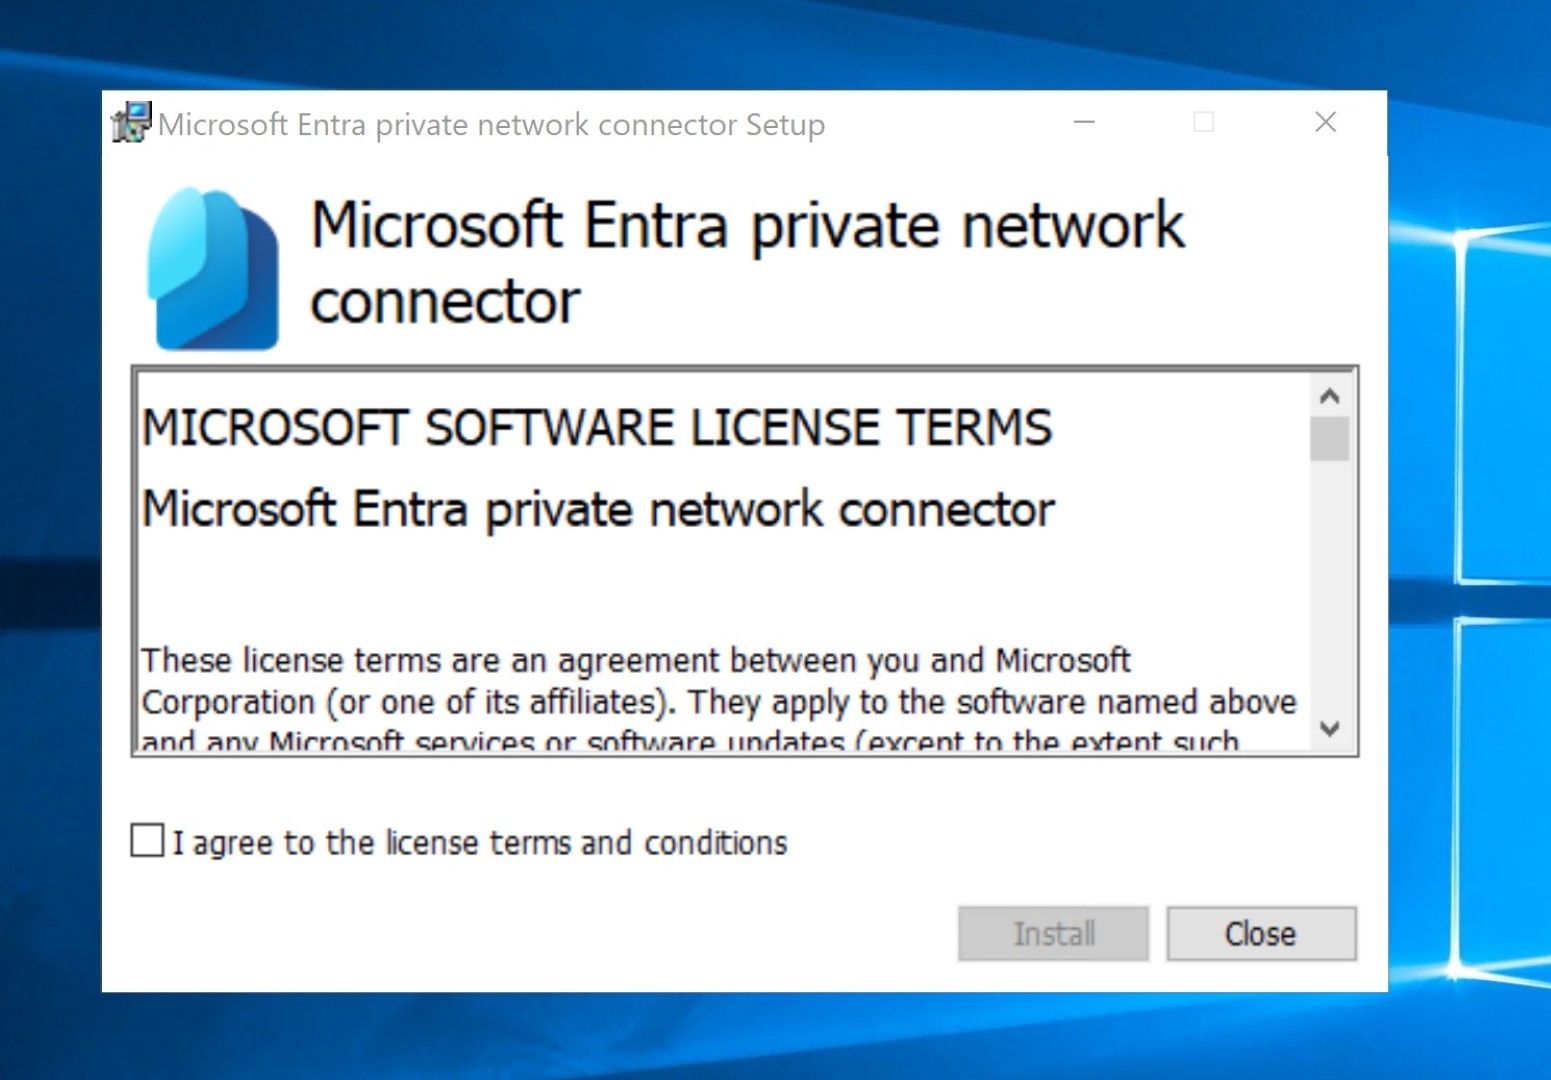 Microsoft Entra private network connector Setup
Microsoft Entra private network
connector
MICROSOFT SOFTWARE LICENSE TERMS
Microsoft Entra private network connector
These license terms are an agreement between you and Microsoft
Corporation (or one of its affiliates). They apply to the software named above
and any Microsoft services or software updates (except to the extent such
I agree to the license terms and conditions
Install
Close